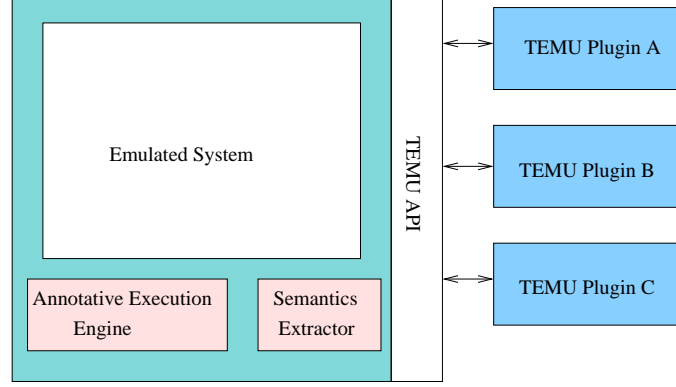 Emulated System
Annotative Execution
Engine
Semantics
Extractor
TEMU API
TEMU Plugin A
TEMU Plugin B
TEMU Plugin C